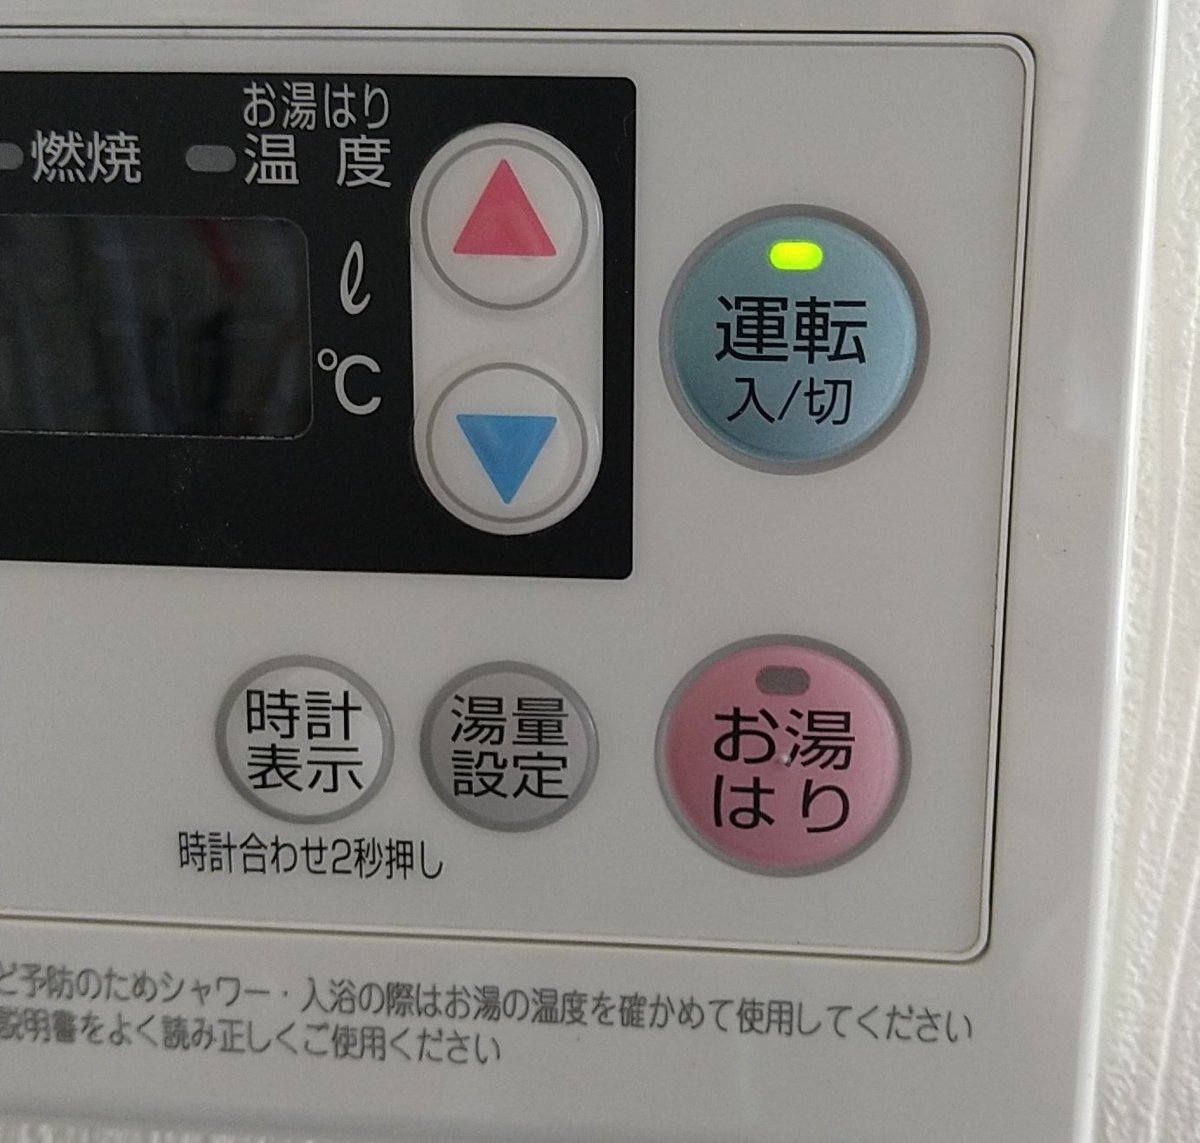 お湯はり
燃焼 温度
ℓ
℃
運転
入/切
時計
表示
湯量
設定
お湯
はり
時計合わせ2秒押し
ど予防のためシャワー・入浴の際はお湯の温度を確かめて使用してください
説明書をよく読み正しくご使用ください